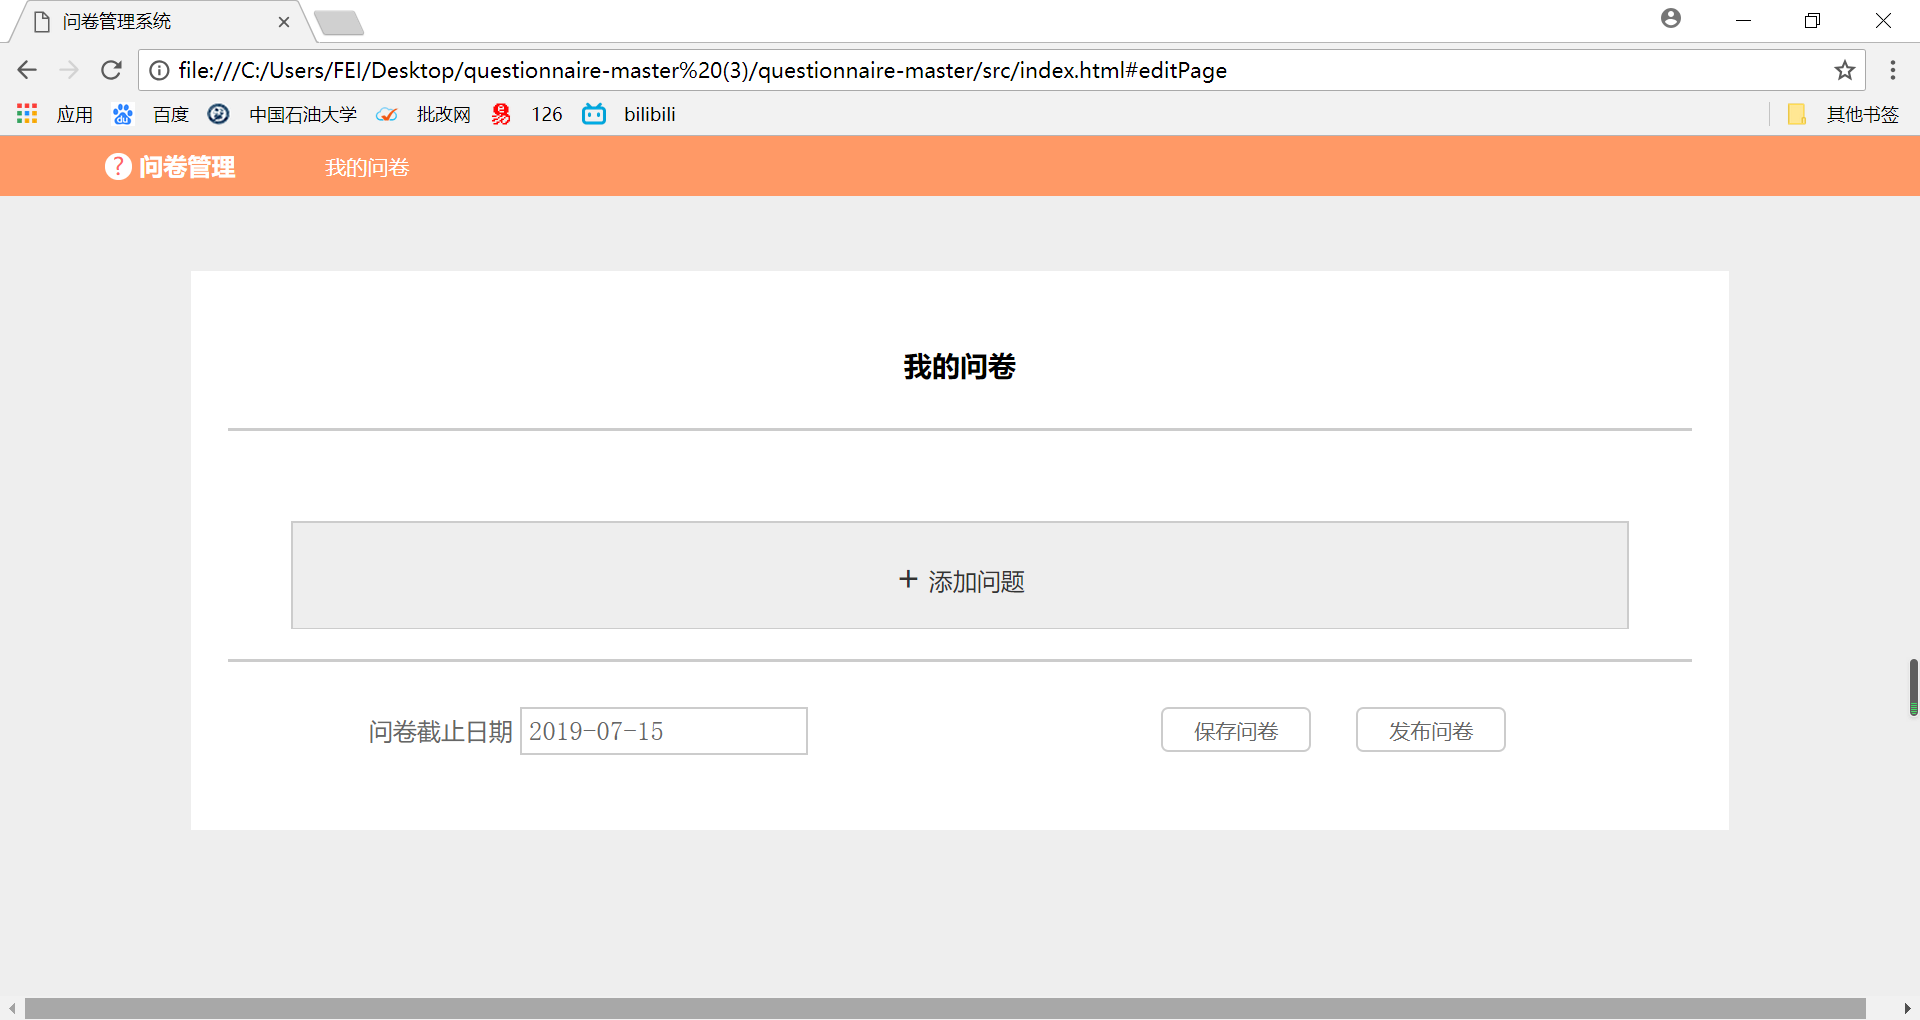 问卷管理系统
file:///C:/Users/FEI/Desktop/questionnaire-master%20(3)/questionnaire-master/src/index.html#editPage
应用 百度 中国石油大学 批改网 126 bilibili 其他书签
? 问卷管理 我的问卷
我的问卷
+ 添加问题
问卷截止日期 2019-07-15 保存问卷 发布问卷